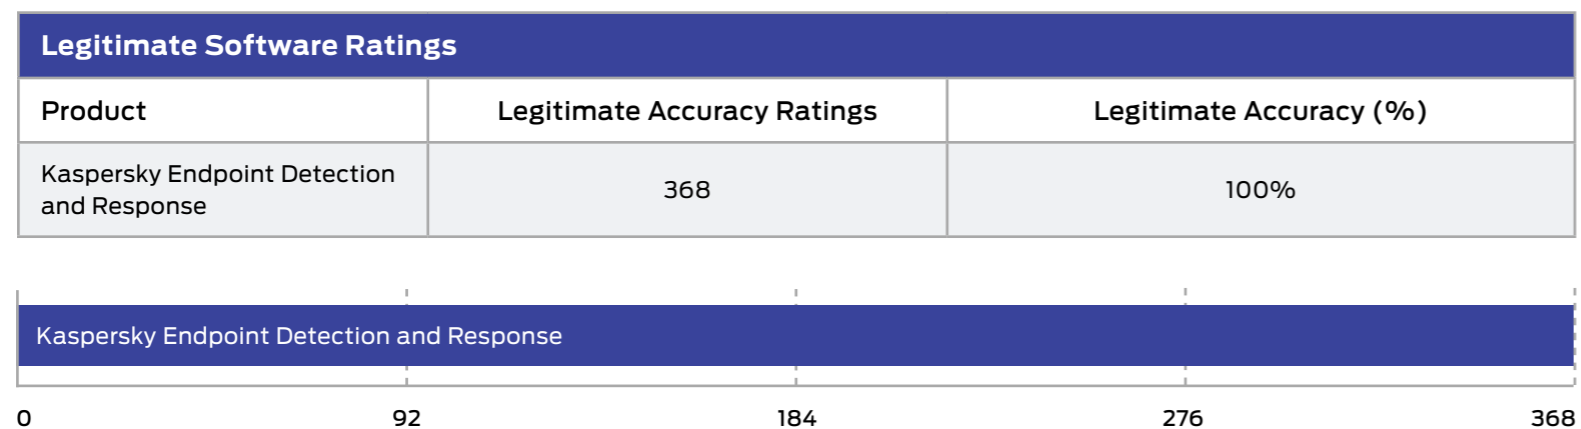 Legitimate Software Ratings
Product Legitimate Accuracy Ratings Legitimate Accuracy (%)
Kaspersky Endpoint Detection
and Response 368 100%
Kaspersky Endpoint Detection and Response
0 92 184 276 368